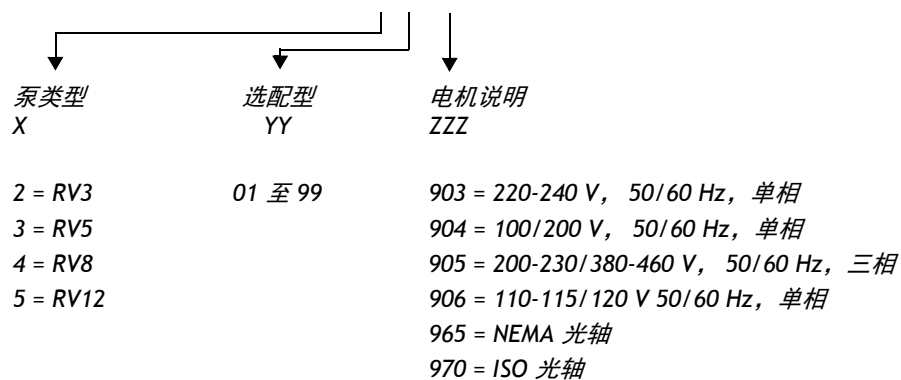 泵类型 选配型 电机说明
X YY ZZZ
2 = RV3 01 至 99 903 = 220-240 V， 50/60 Hz，单相
3 = RV5 904 = 100/200 V， 50/60 Hz，单相
4 = RV8 905 = 200-230/380-460 V， 50/60 Hz，三相
5 = RV12 906 = 110-115/120 V 50/60 Hz，单相
965 = NEMA 光轴
970 = ISO 光轴